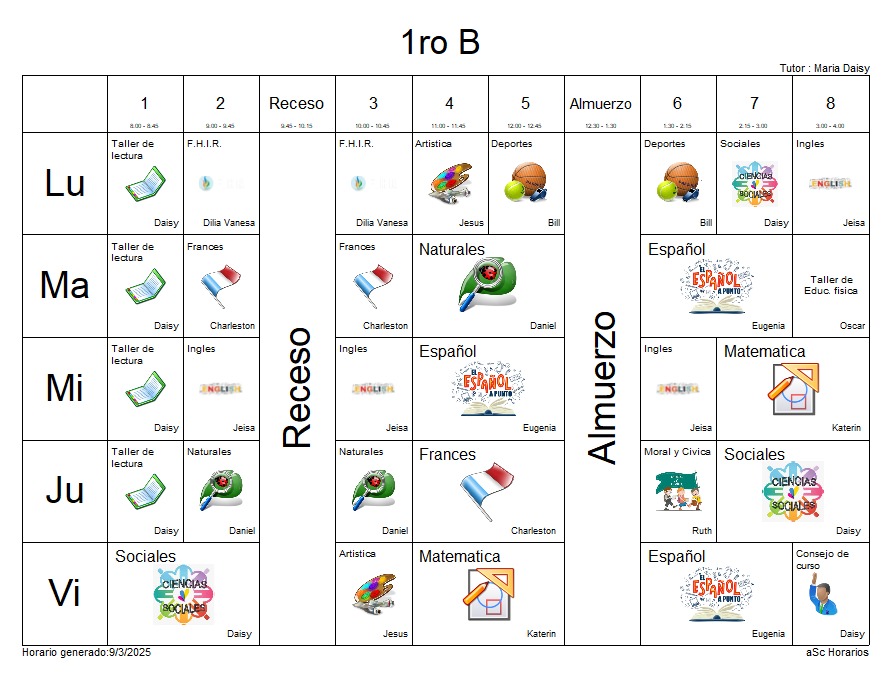 1ro B
Tutor : Maria Daisy
1 2 Receso 3 4 5 Almuerzo 6 7 8
8:00 - 8:45 9:00 - 9:45 9:45 - 10:15 10:00 - 10:45 11:00 - 11:45 12:00 - 12:45 12:30 - 1:30 1:30 - 2:15 2:15 - 3:00 3:00 - 4:00
Lu
Taller de
lectura
Daisy
F.H.I.R.
Dilia Vanesa
Receso
F.H.I.R.
Dilia Vanesa
Artistica
Jesus
Deportes
Bill
Almuerzo
Deportes
Bill
Sociales
CIENCIAS
SOCIALES
Daisy
Ingles
ENGLISH
Jeisa
Ma
Taller de
lectura
Daisy
Frances
Charleston
Frances
Charleston
Naturales
Daniel
Español
EL
ESPAÑOL
A PUNTO
Eugenia
Taller de
Educ. fisica
Oscar
Mi
Taller de
lectura
Daisy
Ingles
ENGLISH
Jeisa
Ingles
ENGLISH
Jeisa
Español
EL
ESPAÑOL
A PUNTO
Eugenia
Ingles
ENGLISH
Jeisa
Matematica
Katerin
Ju
Taller de
lectura
Daisy
Naturales
Daniel
Naturales
Daniel
Frances
Charleston
Moral y Civica
Ruth
Sociales
CIENCIAS
SOCIALES
Daisy
Vi
Sociales
CIENCIAS
SOCIALES
Daisy
Artistica
Jesus
Matematica
Katerin
Español
EL
ESPAÑOL
A PUNTO
Eugenia
Consejo de
curso
Daisy
Horario generado:9/3/2025
aSc Horarios